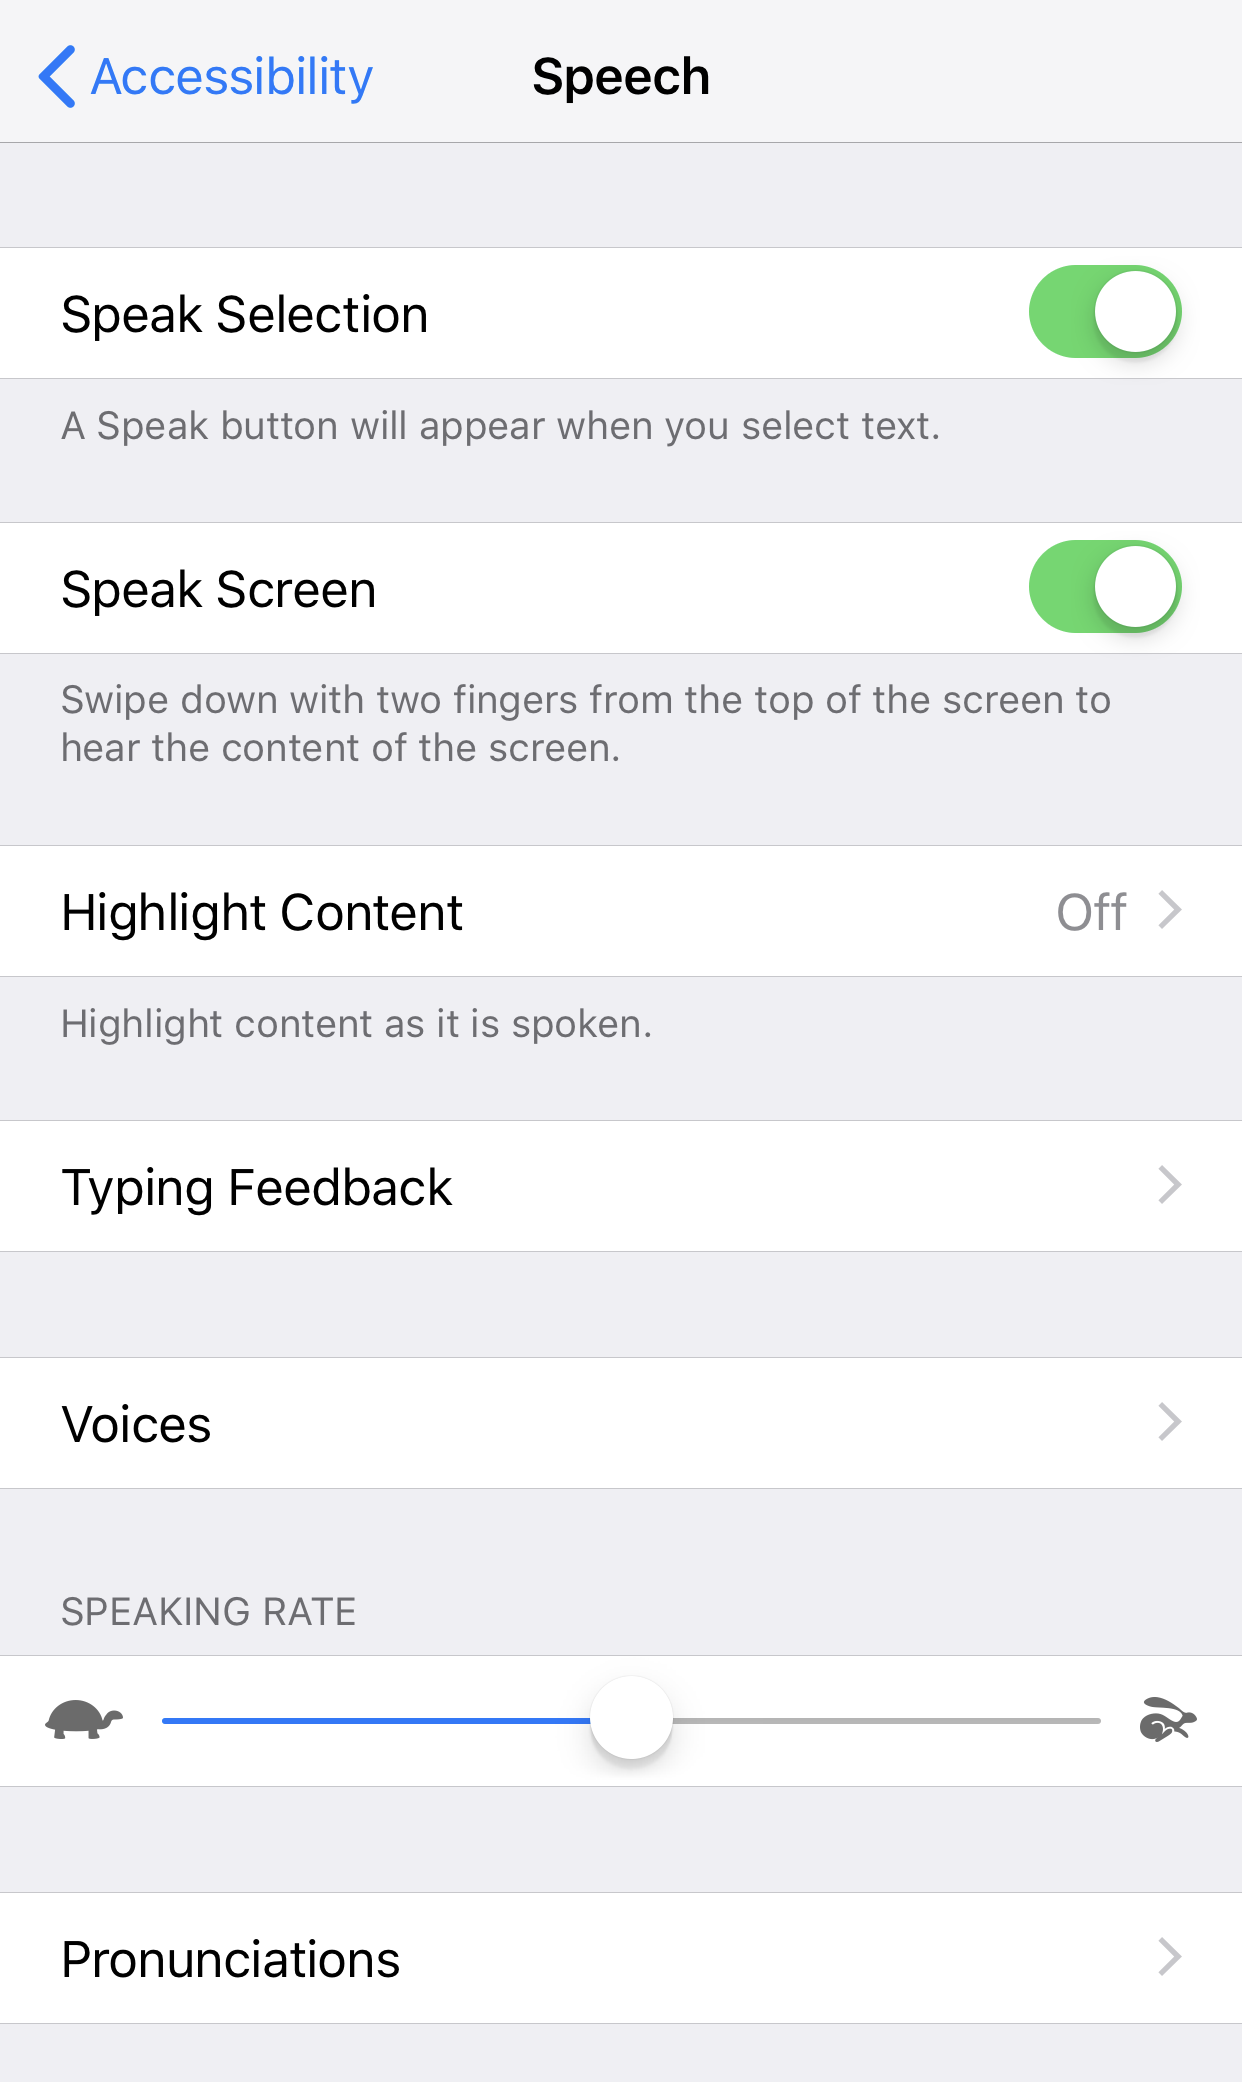 Accessibility
Speech
Speak Selection
A Speak button will appear when you select text.
Speak Screen
Swipe down with two fingers from the top of the screen to
hear the content of the screen.
Highlight Content Off
Highlight content as it is spoken.
Typing Feedback
Voices
SPEAKING RATE
Pronunciations